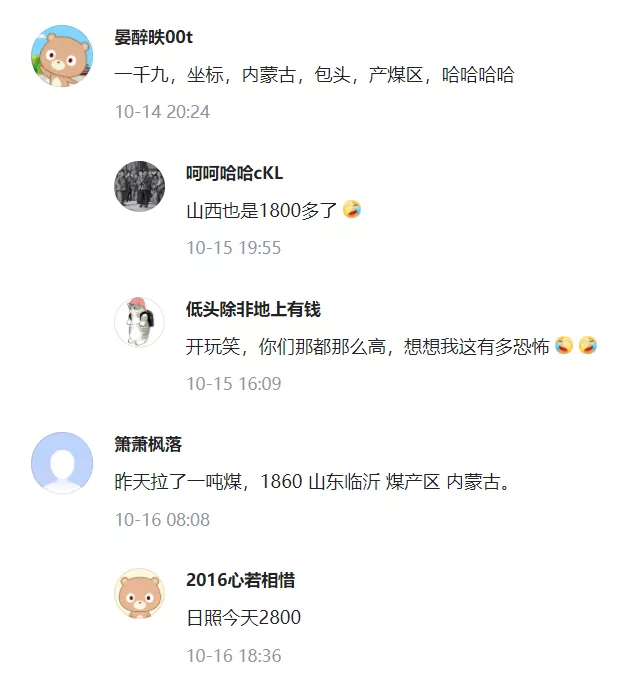 晏醉昳00t
一千九，坐标，内蒙古，包头，产煤区，哈哈哈哈
10-14 20:24
呵呵哈哈cKL
山西也是1800多了🤣
10-15 19:55
低头除非地上有钱
开玩笑，你们那都那么高，想想我这有多恐怖🤣🤣
10-15 16:09
箫萧枫落
昨天拉了一吨煤，1860 山东临沂 煤产区 内蒙古。
10-16 08:08
2016心若相惜
日照今天2800
10-16 18:36